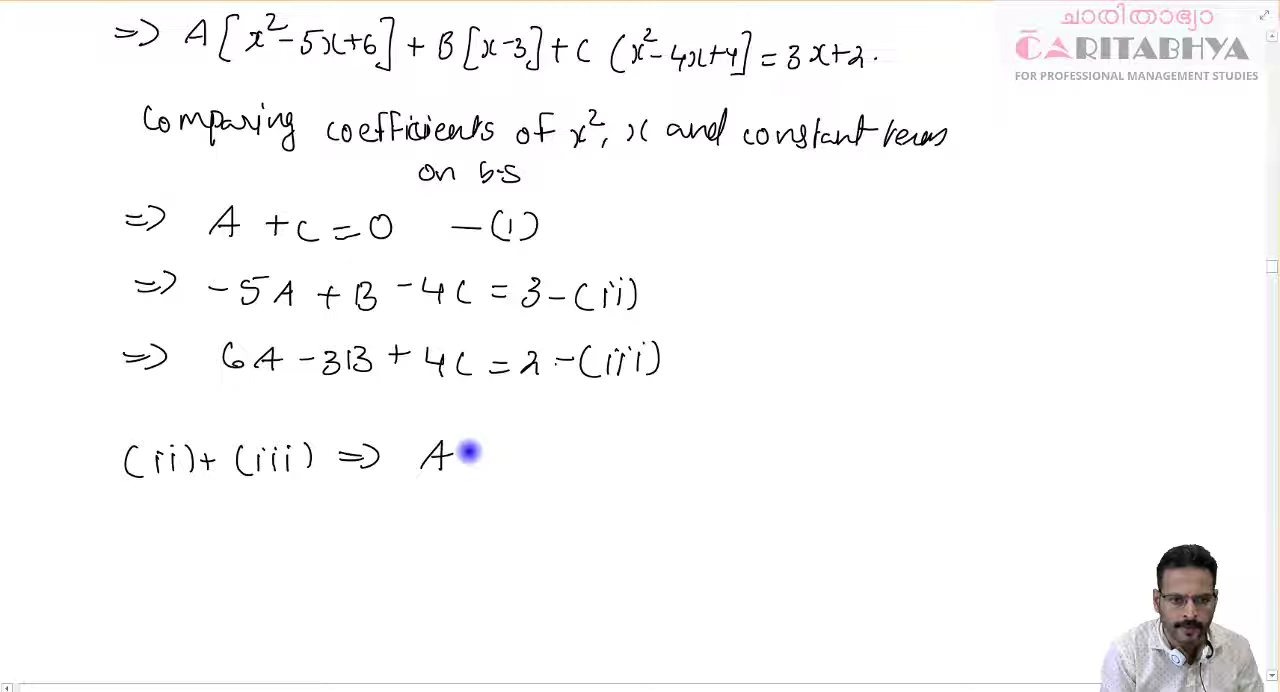 ചാരിതാഭ്യാ
CARITABHYA
FOR PROFESSIONAL MANAGEMENT STUDIES
=> A[x²-5x+6] + B[x-3] + C (x²-4x+4] = 3x+2.
Comparing coefficients of x², x and constant terms
on b·s
=> A + C = 0 -(1)
=> -5A + B - 4C = 3 -(ii)
=> 6A - 3B + 4C = 2 -(iii)
(ii)+(iii) => A